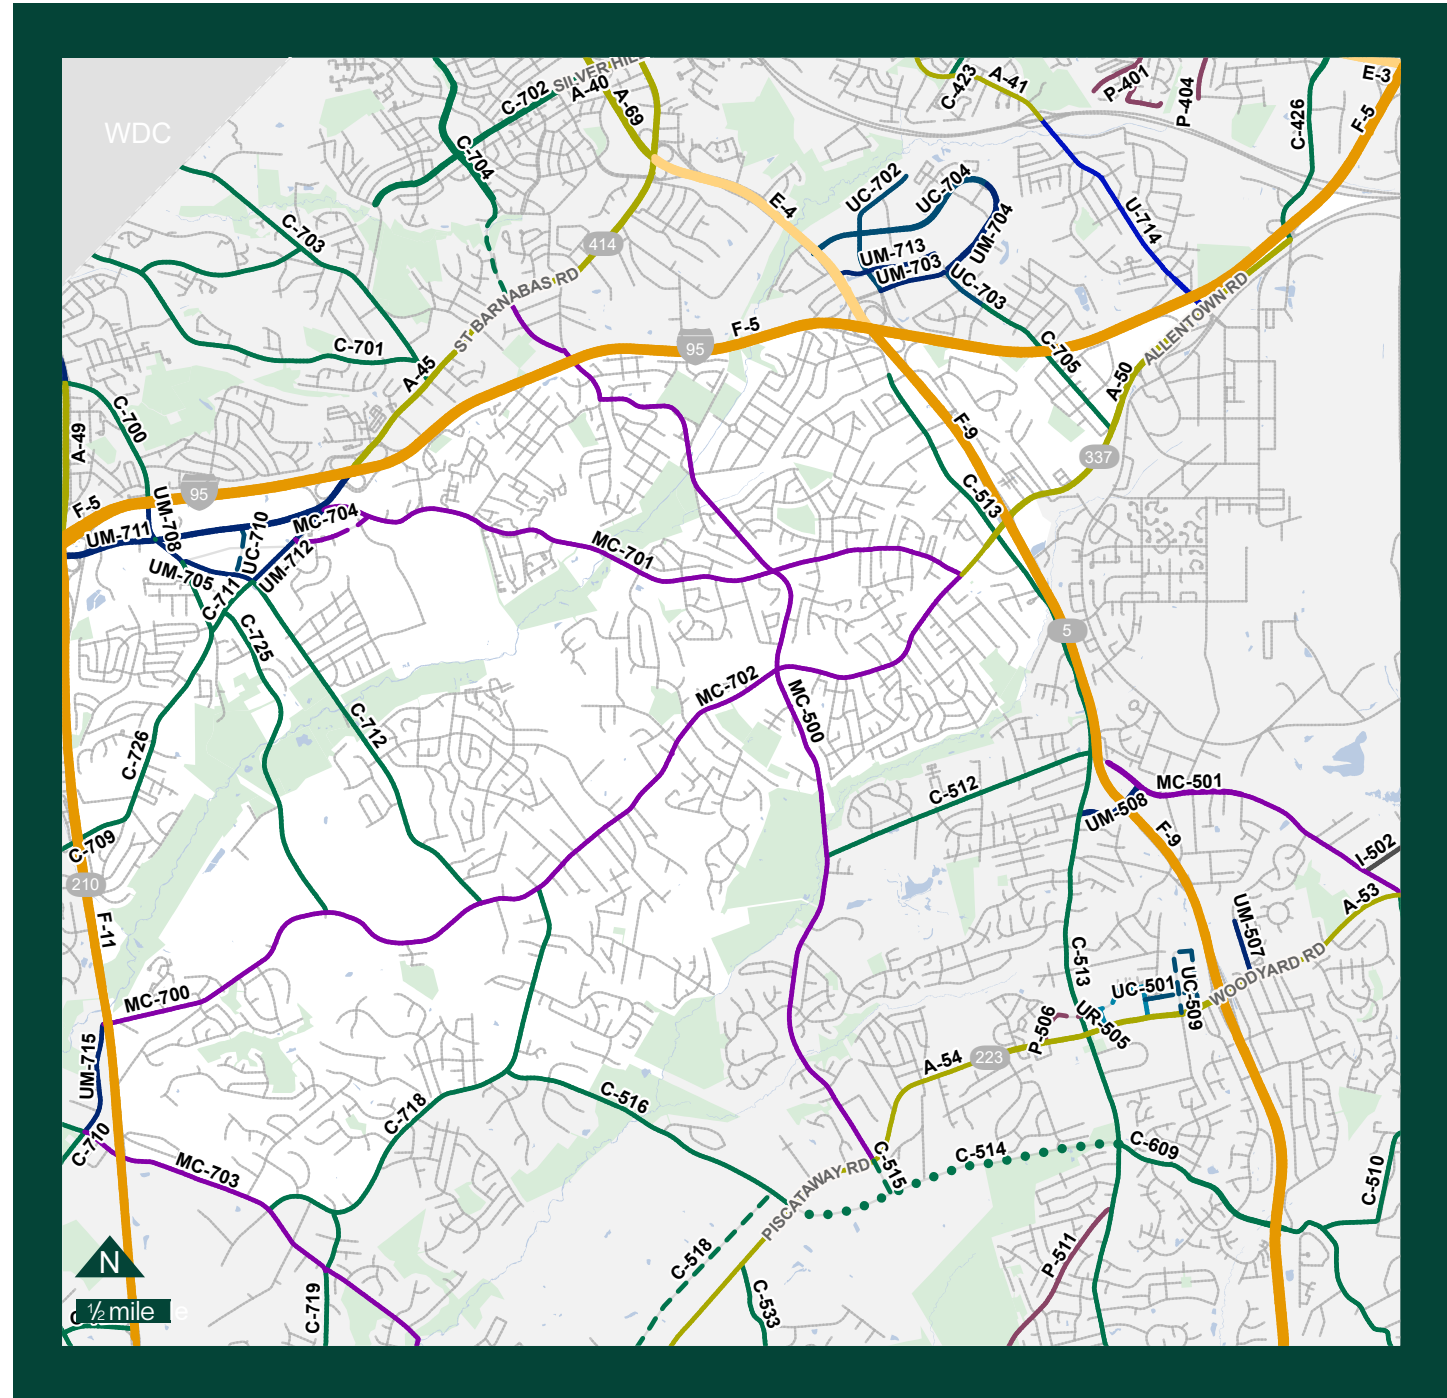 SILVER HIL
E-3
A-41
C-423
P-401
P-404
C-702
A-40
A-69
F-5
C-426
WDC
C-704
UC-702
UC-704
E-4
U-714
UM-704
C-703
414
UM-713
UM-703
UC-703
ALLENTOWN RD
ST BARNABAS RD
F-5
95
C-701
C-705
A-45
A-50
C-700
A-49
F-9
337
95
F-5
C-513
UM-708
MC-704
UC-710
UM-711
MC-701
UM-712
UM-705
C-711
C-725
5
MC-702
MC-500
C-712
C-726
MC-501
C-512
UM-508
F-9
C-709
I-502
210
A-53
F-11
UM-507
C-513
WOODYARD RD
UC-501
UC-509
MC-700
P-506
UR-505
A-54
223
UM-715
C-516
C-718
C-710
C-514
C-609
C-515
MC-703
PISCATAWAY RD
C-510
C-518
P-511
N
C-719
C-533
½ mile